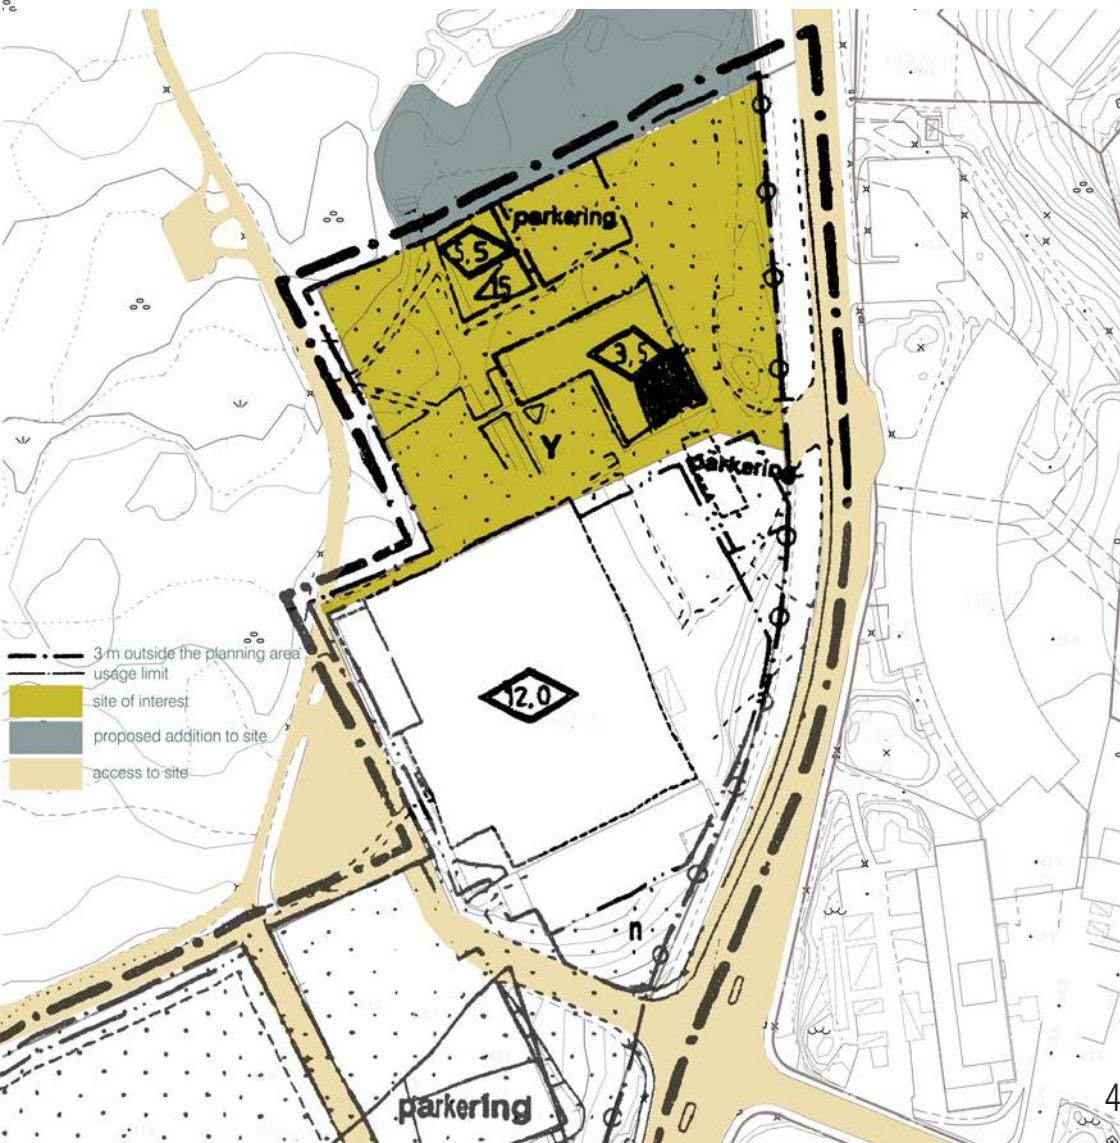 parkering
5.5
45
3,5
Y
parkering
3 m outside the planning area
usage limit
site of interest
proposed addition to site
access to site
12.0
n
parkering
4